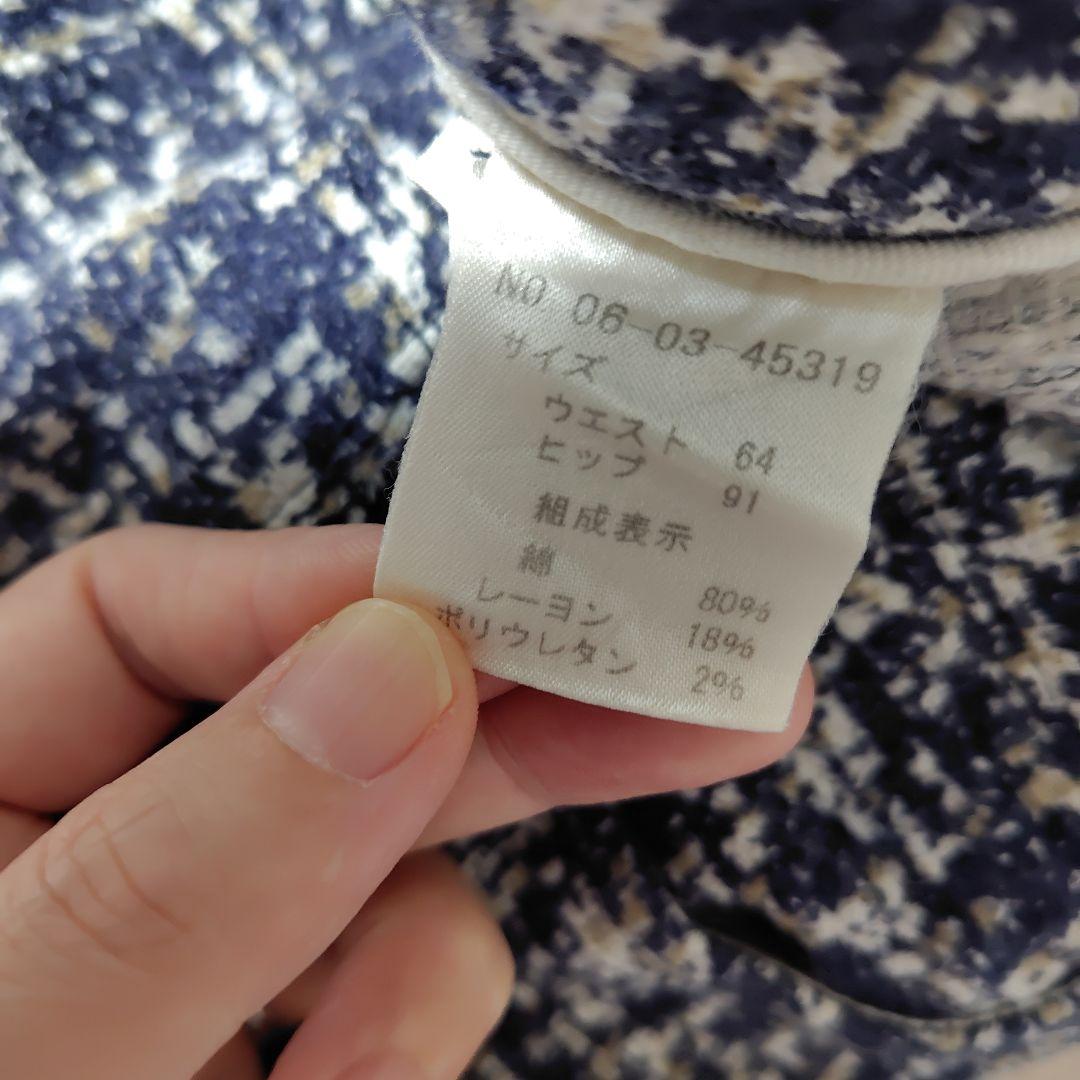 NO 06-03-45319
サイズ
ウエスト 64
ヒップ 91
組成表示
綿 80%
レーヨン 18%
ポリウレタン 2%